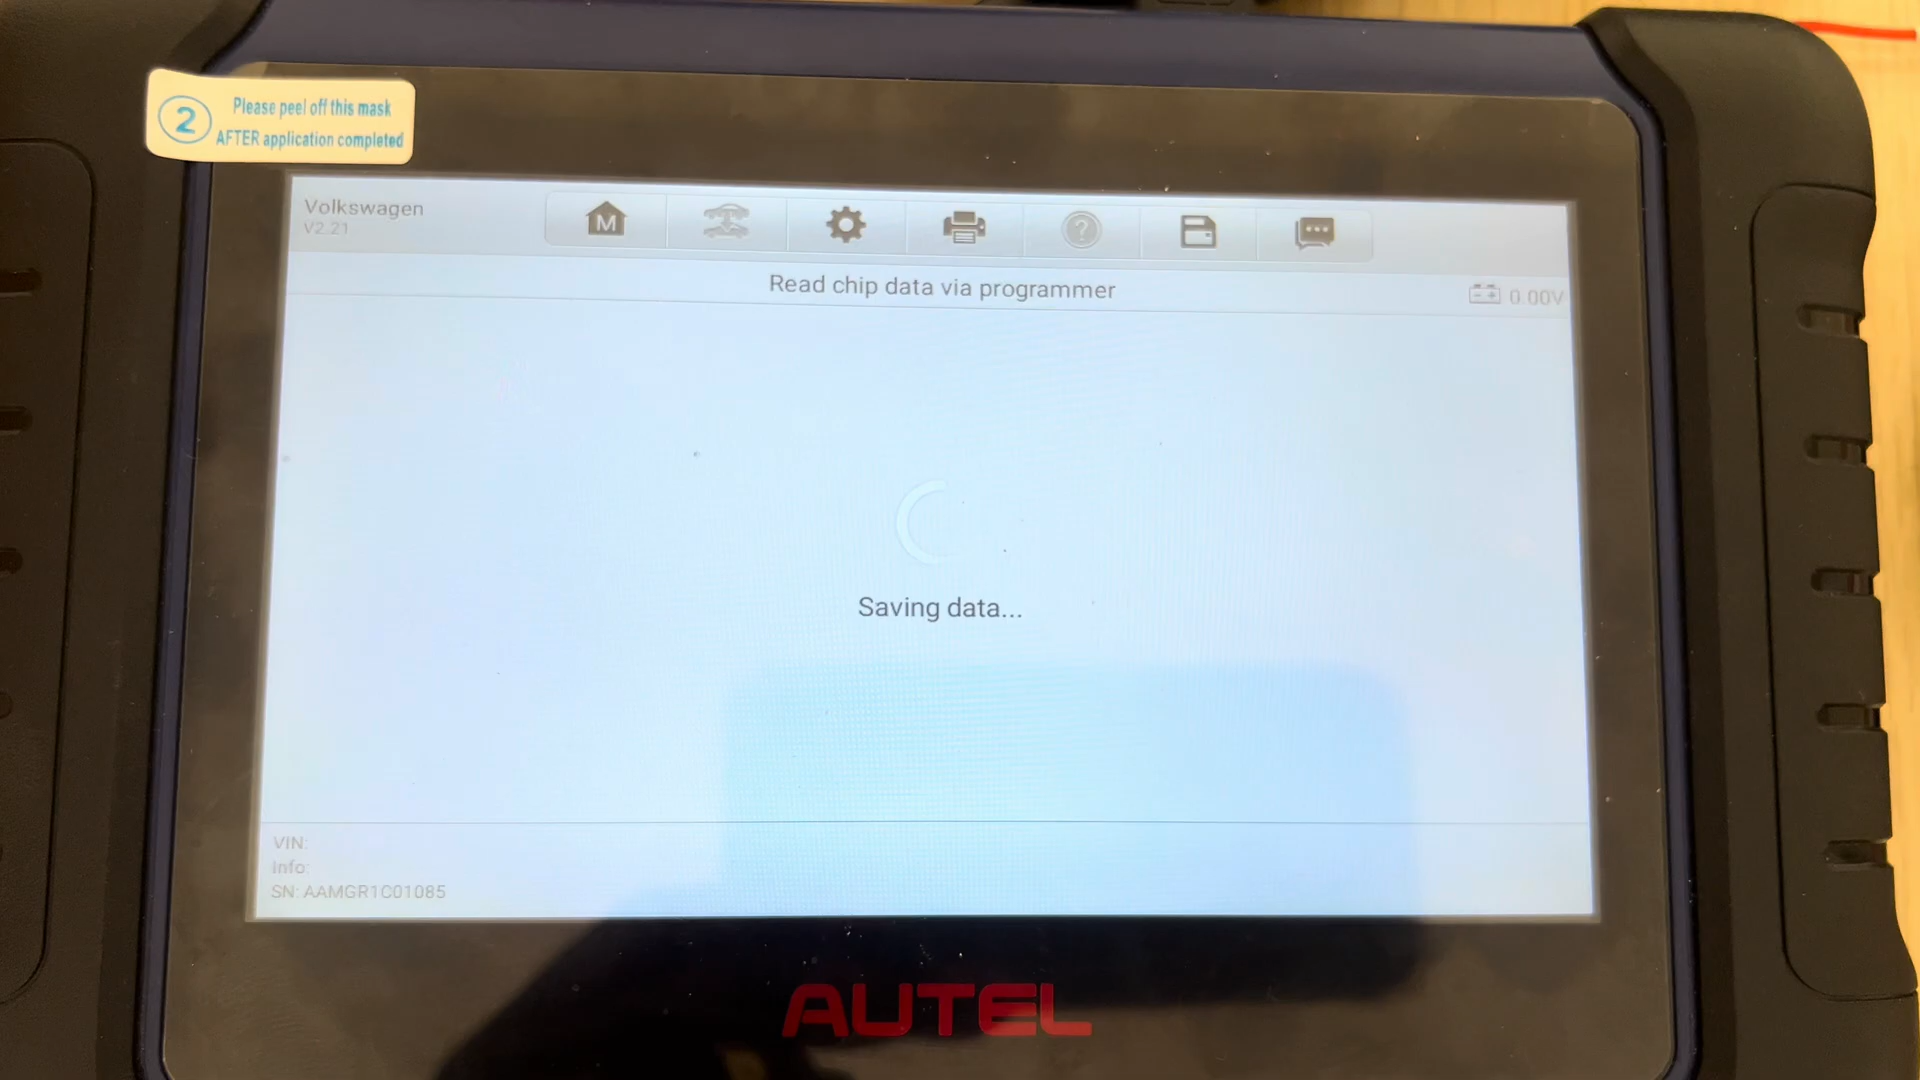 2
Please peel off this mask
AFTER application completed
Volkswagen
V2.21
M
?
Read chip data via programmer
0.00V
Saving data...
VIN:
Info:
SN: AAMGR1C01085
AUTEL